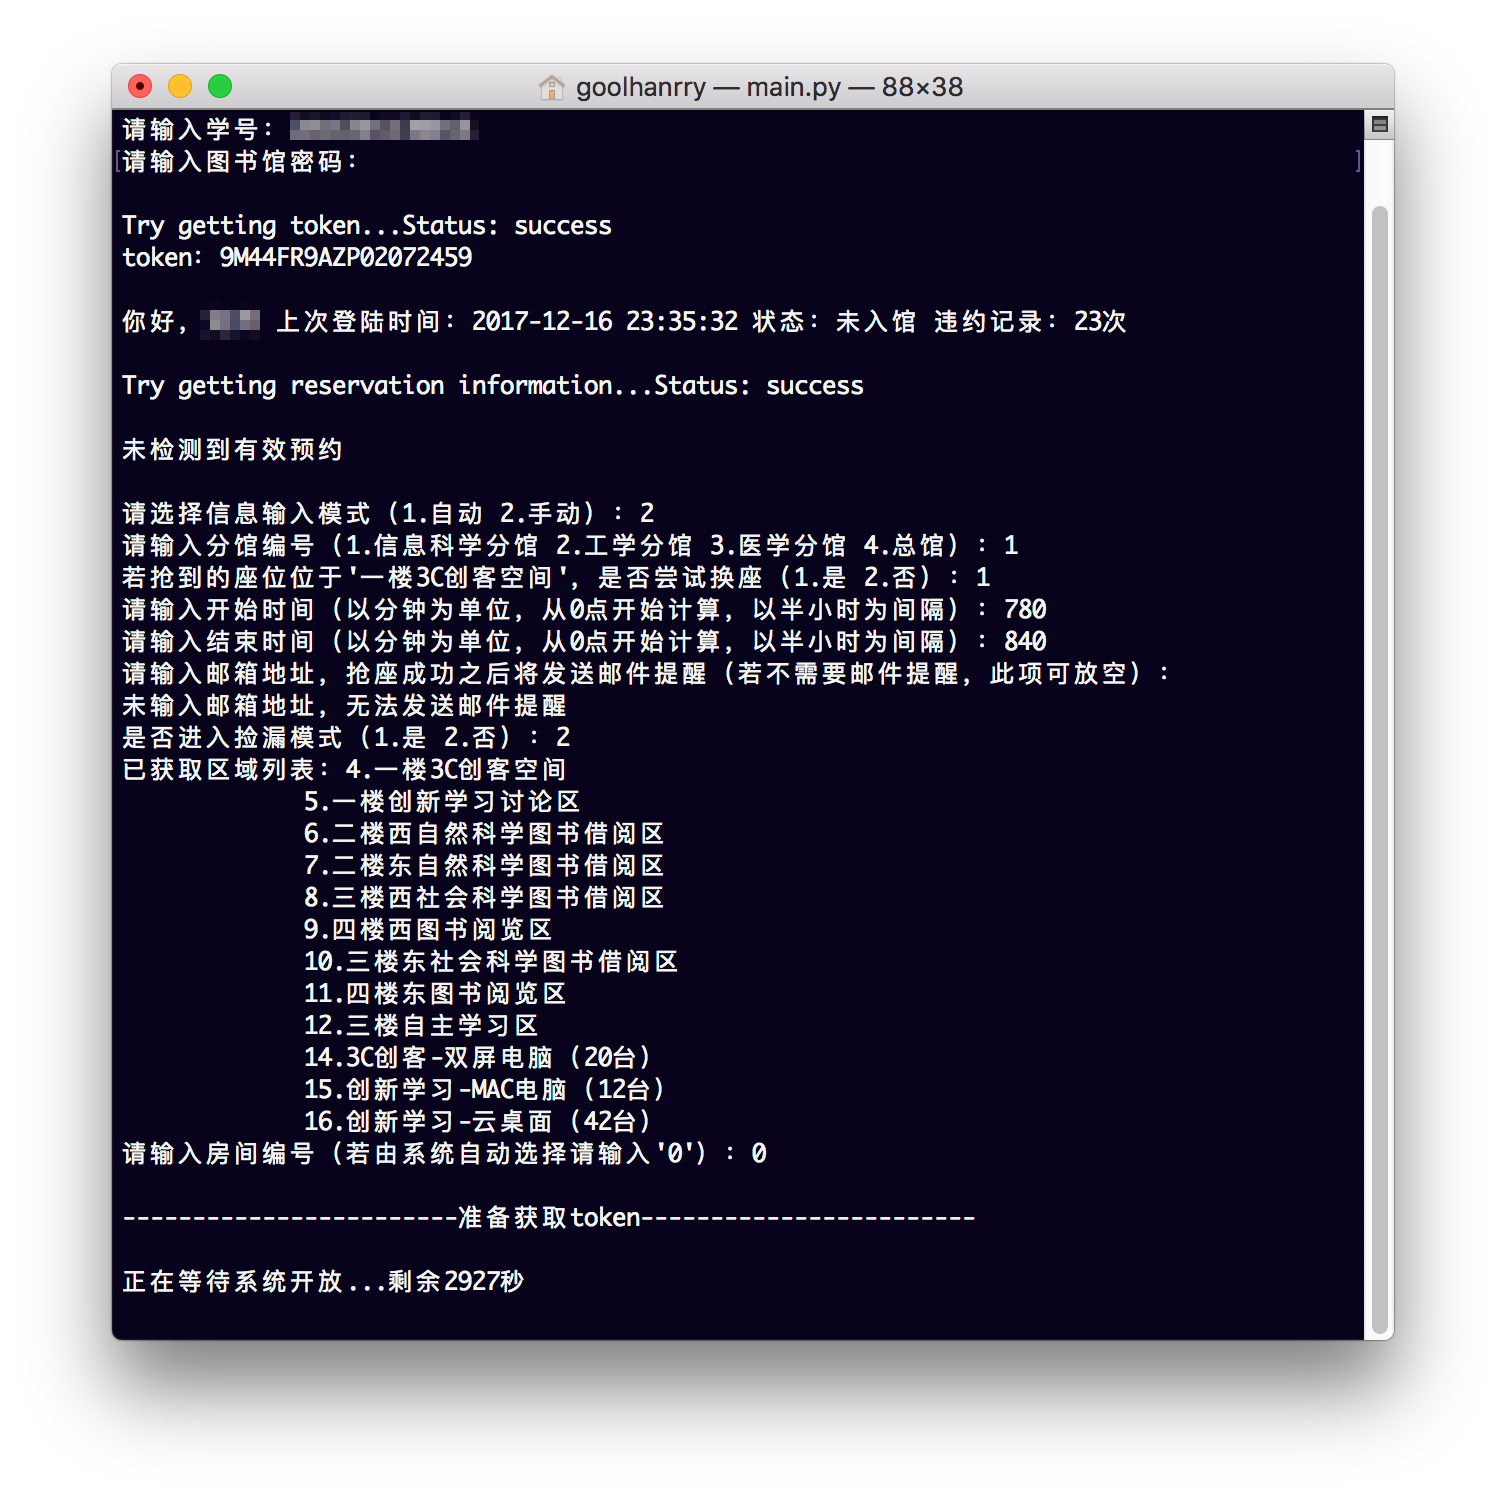 goolhanrry — main.py — 88×38
请输入学号：
请输入图书馆密码：
Try getting token...Status: success
token: 9M44FR9AZP02072459
你好， 上次登陆时间：2017-12-16 23:35:32 状态：未入馆 违约记录：23次
Try getting reservation information...Status: success
未检测到有效预约
请选择信息输入模式（1.自动 2.手动）：2
请输入分馆编号（1.信息科学分馆 2.工学分馆 3.医学分馆 4.总馆）：1
若抢到的座位位于'一楼3C创客空间'，是否尝试换座（1.是 2.否）：1
请输入开始时间（以分钟为单位，从0点开始计算，以半小时为间隔）：780
请输入结束时间（以分钟为单位，从0点开始计算，以半小时为间隔）：840
请输入邮箱地址，抢座成功之后将发送邮件提醒（若不需要邮件提醒，此项可放空）：
未输入邮箱地址，无法发送邮件提醒
是否进入捡漏模式（1.是 2.否）：2
已获取区域列表：4.一楼3C创客空间
5.一楼创新学习讨论区
6.二楼西自然科学图书借阅区
7.二楼东自然科学图书借阅区
8.三楼西社会科学图书借阅区
9.四楼西图书阅览区
10.三楼东社会科学图书借阅区
11.四楼东图书阅览区
12.三楼自主学习区
14.3C创客-双屏电脑（20台）
15.创新学习-MAC电脑（12台）
16.创新学习-云桌面（42台）
请输入房间编号（若由系统自动选择请输入'0'）：0
------------------------准备获取token------------------------
正在等待系统开放...剩余2927秒